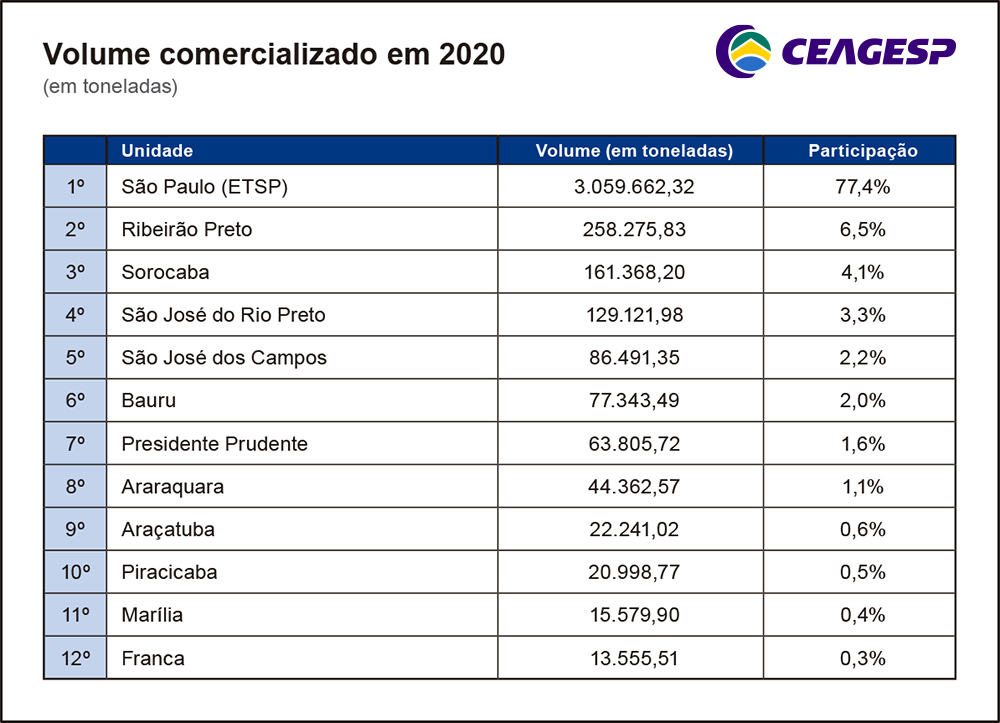 Volume comercializado em 2020
(em toneladas)
CEAGESP
Unidade Volume (em toneladas) Participação
1º São Paulo (ETSP) 3.059.662,32 77,4%
2º Ribeirão Preto 258.275,83 6,5%
3º Sorocaba 161.368,20 4,1%
4º São José do Rio Preto 129.121,98 3,3%
5º São José dos Campos 86.491,35 2,2%
6º Bauru 77.343,49 2,0%
7º Presidente Prudente 63.805,72 1,6%
8º Araraquara 44.362,57 1,1%
9º Araçatuba 22.241,02 0,6%
10º Piracicaba 20.998,77 0,5%
11º Marília 15.579,90 0,4%
12º Franca 13.555,51 0,3%